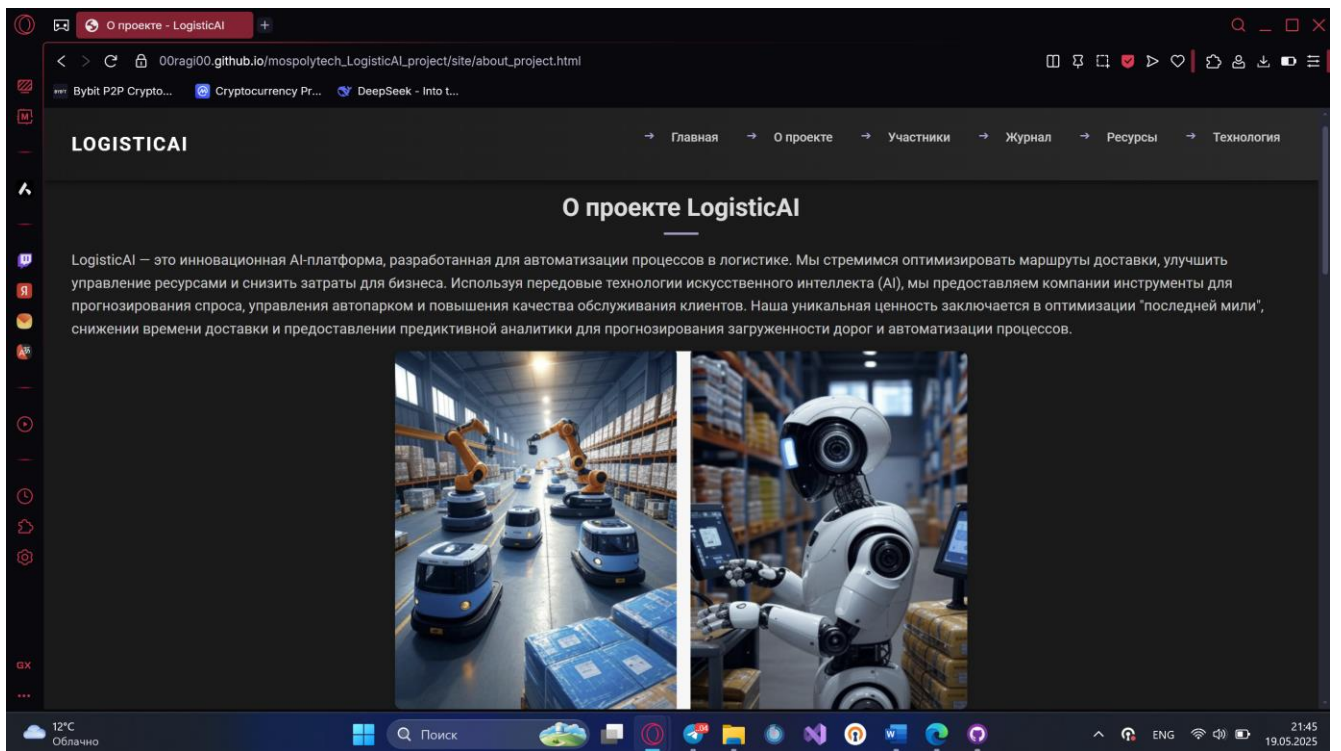 О проекте - LogisticAI
00ragi00.github.io/mospolytech_LogisticAI_project/site/about_project.html
Bybit P2P Crypto... Cryptocurrency Pr... DeepSeek - Into t...
LOGISTICAI
→ Главная → О проекте → Участники → Журнал → Ресурсы → Технология
О проекте LogisticAI
LogisticAI — это инновационная AI-платформа, разработанная для автоматизации процессов в логистике. Мы стремимся оптимизировать маршруты доставки, улучшить
управление ресурсами и снизить затраты для бизнеса. Используя передовые технологии искусственного интеллекта (AI), мы предоставляем компании инструменты для
прогнозирования спроса, управления автопарком и повышения качества обслуживания клиентов. Наша уникальная ценность заключается в оптимизации "последней мили",
снижении времени доставки и предоставлении предиктивной аналитики для прогнозирования загруженности дорог и автоматизации процессов.
GX
12°C
Облачно
Поиск
ENG
21:45
19.05.2025